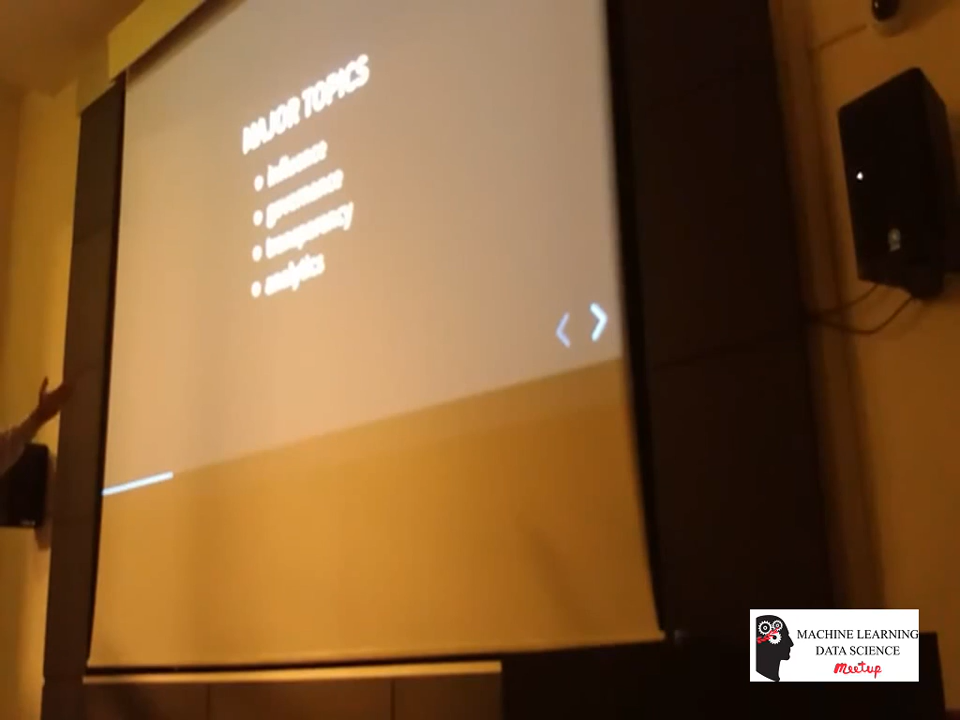 MAJOR TOPICS
• influence
• governance
• transparency
• analytics
MACHINE LEARNING
DATA SCIENCE
meetup